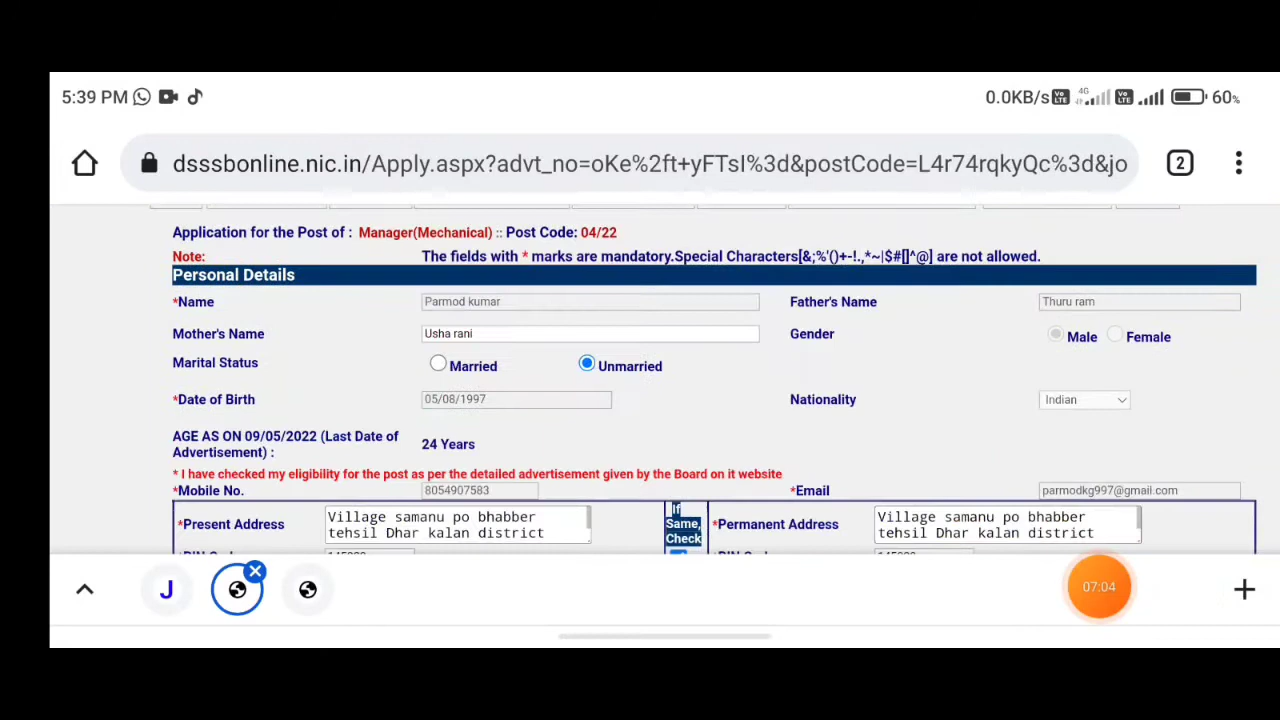 5:39 PM 0.0KB/s Vo LTE 4G Vo LTE 60%
dsssbonline.nic.in/Apply.aspx?advt_no=oKe%2ft+yFTsI%3d&postCode=L4r74rqkyQc%3d&jo 2
Application for the Post of : Manager(Mechanical) :: Post Code: 04/22
Note: The fields with * marks are mandatory.Special Characters[&;%'()+-!.,*~|$#[]^@] are not allowed.
Personal Details
*Name Parmod kumar Father's Name Thuru ram
Mother's Name Usha rani Gender Male Female
Marital Status Married Unmarried
*Date of Birth 05/08/1997 Nationality Indian
AGE AS ON 09/05/2022 (Last Date of
Advertisement) : 24 Years
* I have checked my eligibility for the post as per the detailed advertisement given by the Board on it website
*Mobile No. 8054907583 *Email parmodkg997@gmail.com
*Present Address Village samanu po bhabber
tehsil Dhar kalan district
If
Same,
Check
*Permanent Address Village samanu po bhabber
tehsil Dhar kalan district
J 07:04